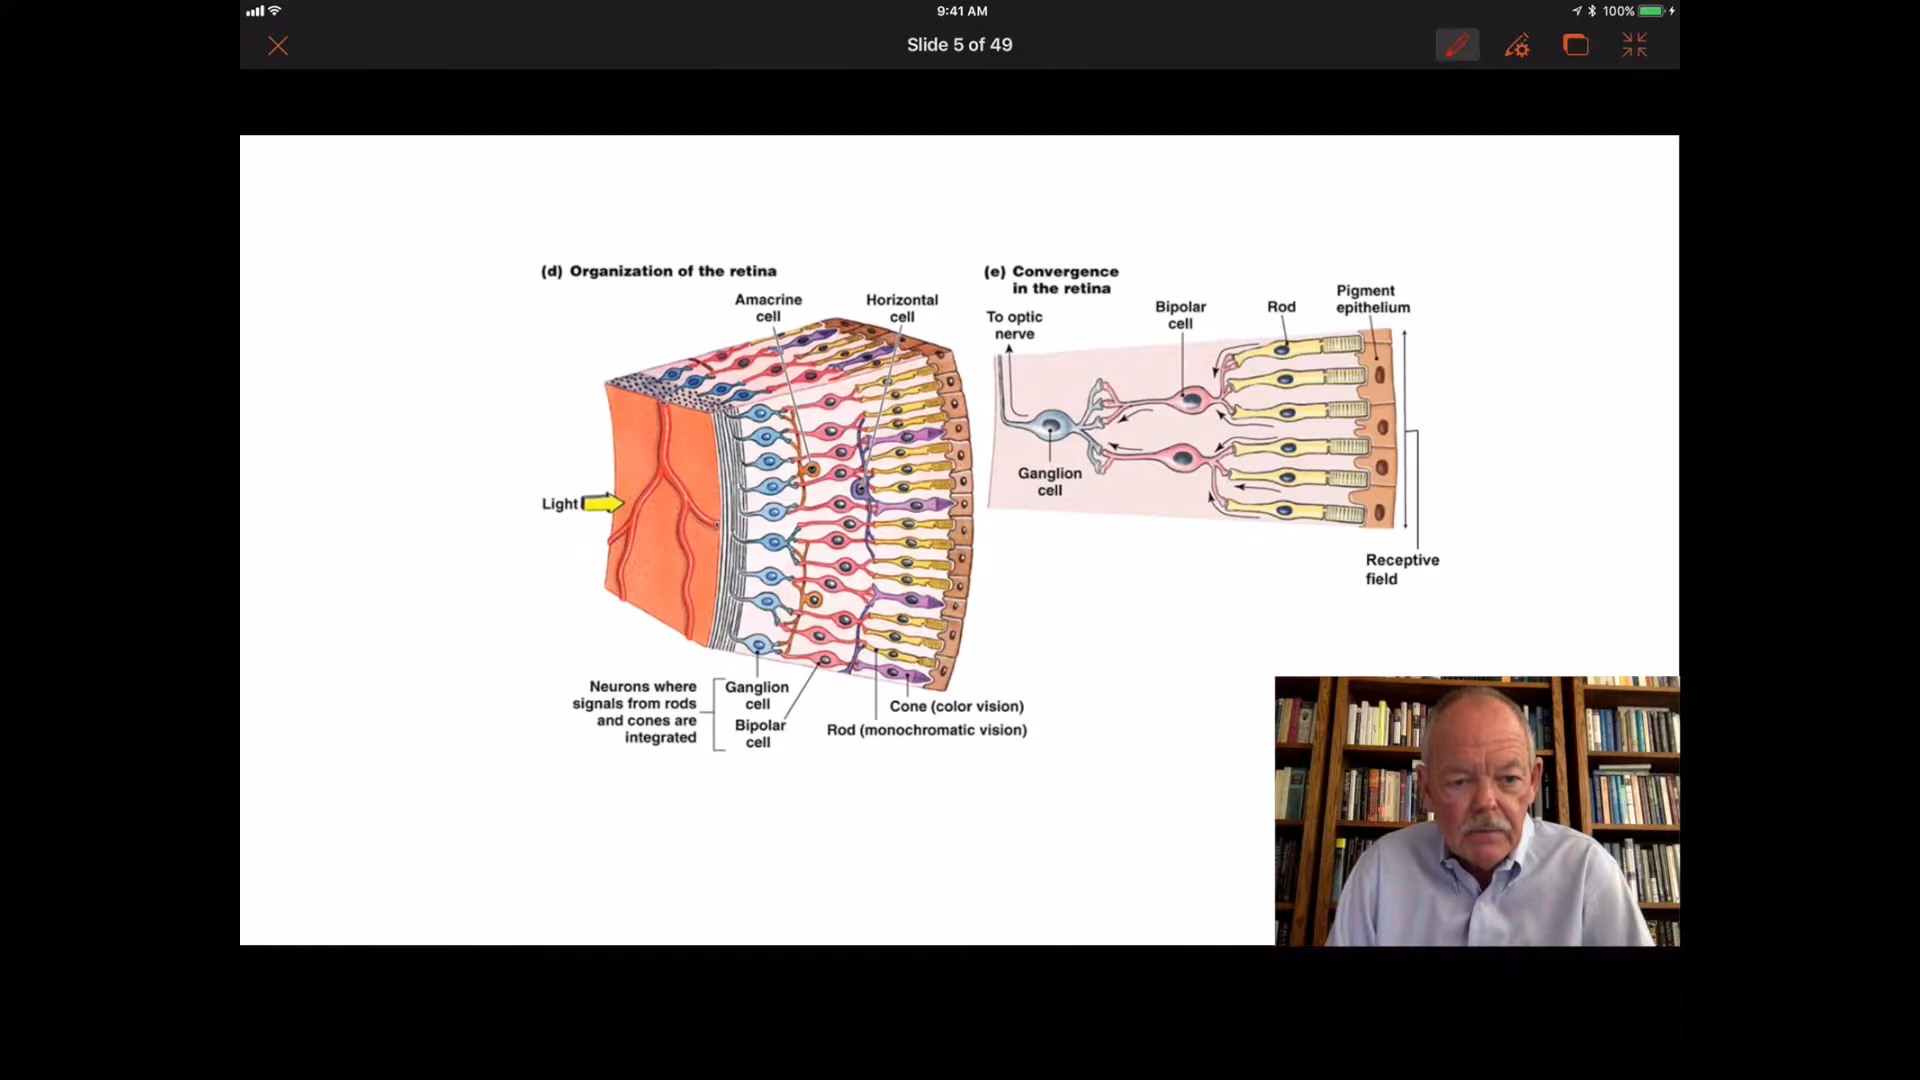 9:41 AM
100%
Slide 5 of 49
(d) Organization of the retina
Amacrine
cell
Horizontal
cell
Light
Neurons where
signals from rods
and cones are
integrated
Ganglion
cell
Bipolar
cell
Cone (color vision)
Rod (monochromatic vision)
(e) Convergence
in the retina
To optic
nerve
Bipolar
cell
Rod
Pigment
epithelium
Ganglion
cell
Receptive
field